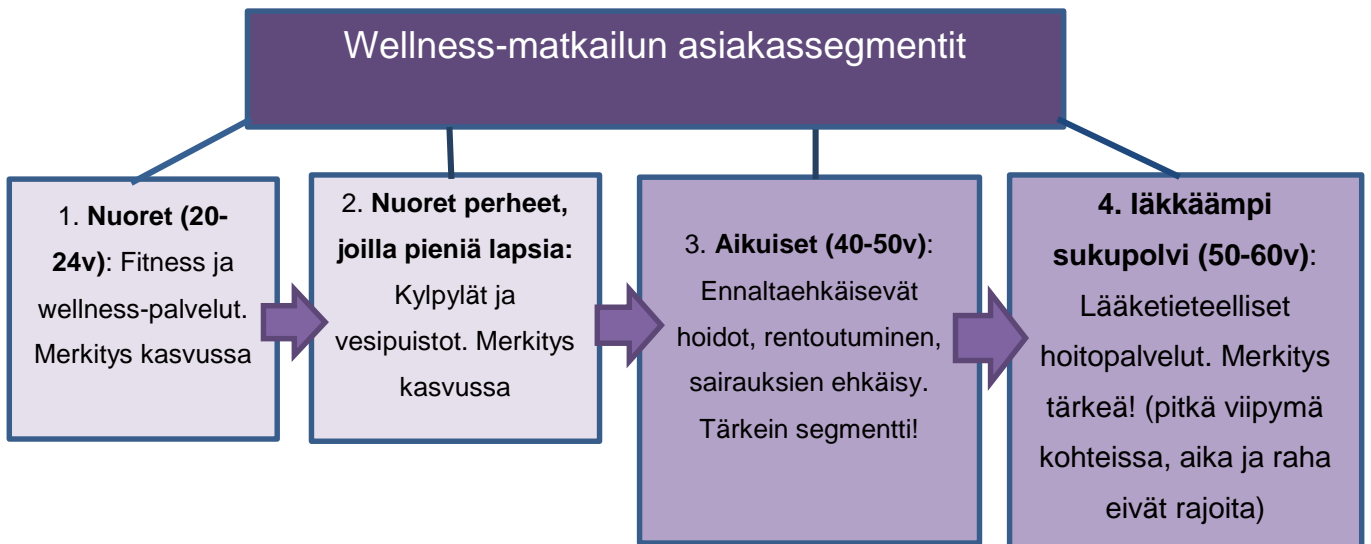 Wellness-matkailun asiakassegmentit
1. Nuoret (20-
24v): Fitness ja
wellness-palvelut.
Merkitys kasvussa
2. Nuoret perheet,
joilla pieniä lapsia:
Kylpylät ja
vesipuistot. Merkitys
kasvussa
3. Aikuiset (40-50v):
Ennaltaehkäisevät
hoidot, rentoutuminen,
sairauksien ehkäisy.
Tärkein segmentti!
4. Iäkkäämpi
sukupolvi (50-60v):
Lääketieteelliset
hoitopalvelut. Merkitys
tärkeä! (pitkä viipymä
kohteissa, aika ja raha
eivät rajoita)